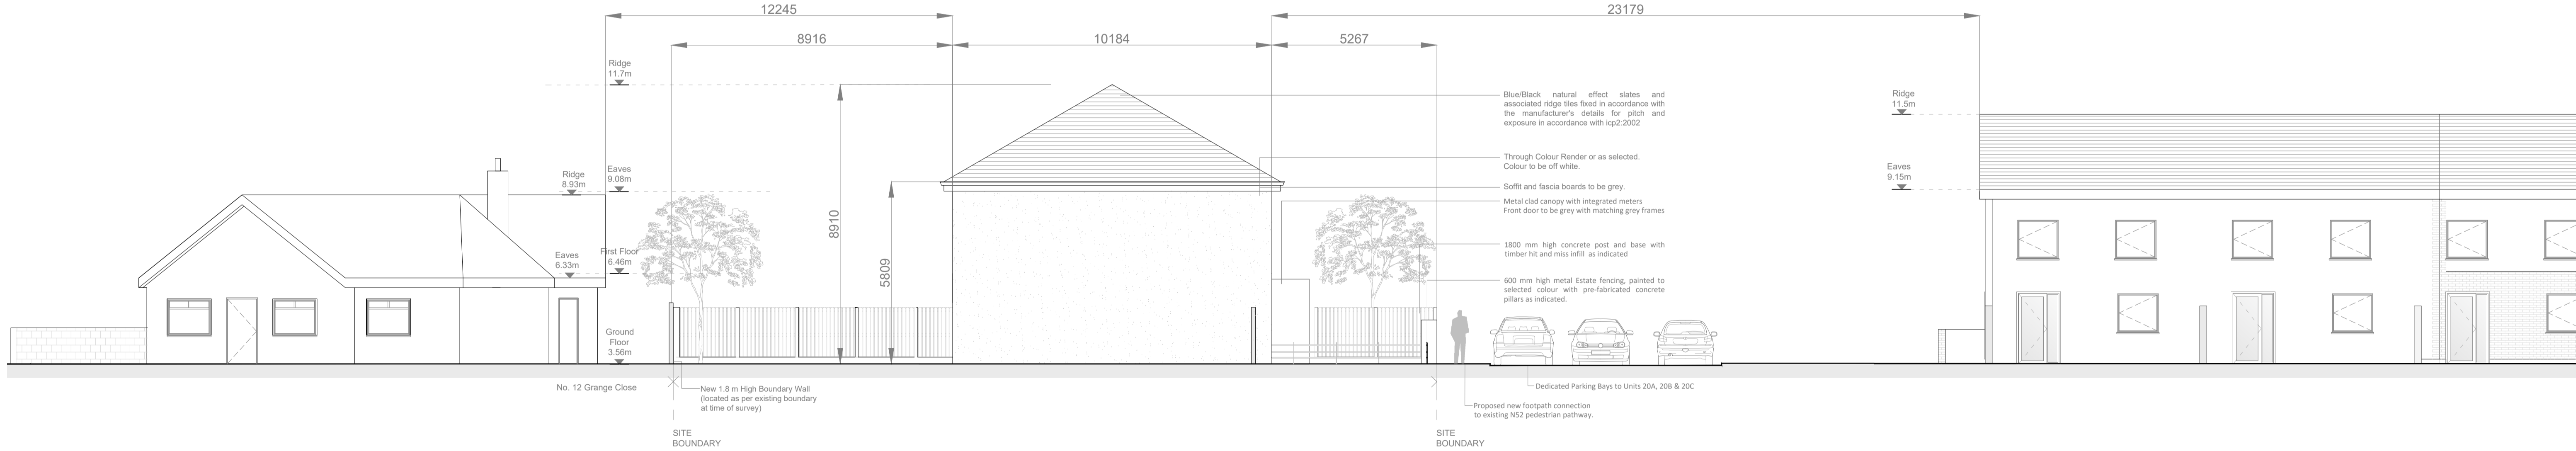 12245
23179
8916
10184
5267
Ridge
11.7m
Ridge
8.93m
Eaves
9.08m
Eaves
6.33m
First Floor
6.46m
Ground
Floor
3.56m
8910
5809
Blue/Black natural effect slates and
associated ridge tiles fixed in accordance with
the manufacturer's details for pitch and
exposure in accordance with icp2:2002
Through Colour Render or as selected.
Colour to be off white.
Soffit and fascia boards to be grey.
Metal clad canopy with integrated meters
Front door to be grey with matching grey frames
1800 mm high concrete post and base with
timber hit and miss infill as indicated
600 mm high metal Estate fencing, painted to
selected colour with pre-fabricated concrete
pillars as indicated.
Ridge
11.5m
Eaves
9.15m
No. 12 Grange Close
New 1.8 m High Boundary Wall
(located as per existing boundary
at time of survey)
Dedicated Parking Bays to Units 20A, 20B & 20C
Proposed new footpath connection
to existing N52 pedestrian pathway.
SITE
BOUNDARY
SITE
BOUNDARY